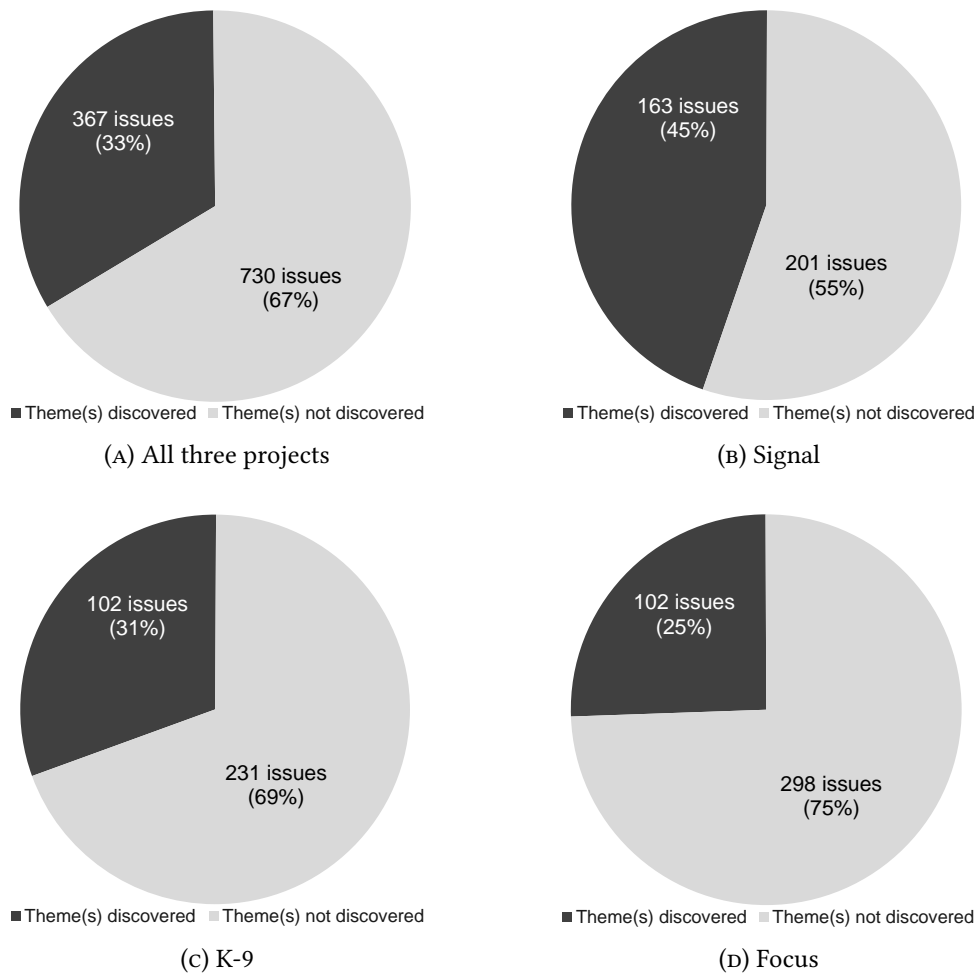 367 issues
(33%)
730 issues
(67%)
Theme(s) discovered Theme(s) not discovered
(A) All three projects
163 issues
(45%)
201 issues
(55%)
Theme(s) discovered Theme(s) not discovered
(B) Signal
102 issues
(31%)
231 issues
(69%)
Theme(s) discovered Theme(s) not discovered
(C) K-9
102 issues
(25%)
298 issues
(75%)
Theme(s) discovered Theme(s) not discovered
(D) Focus